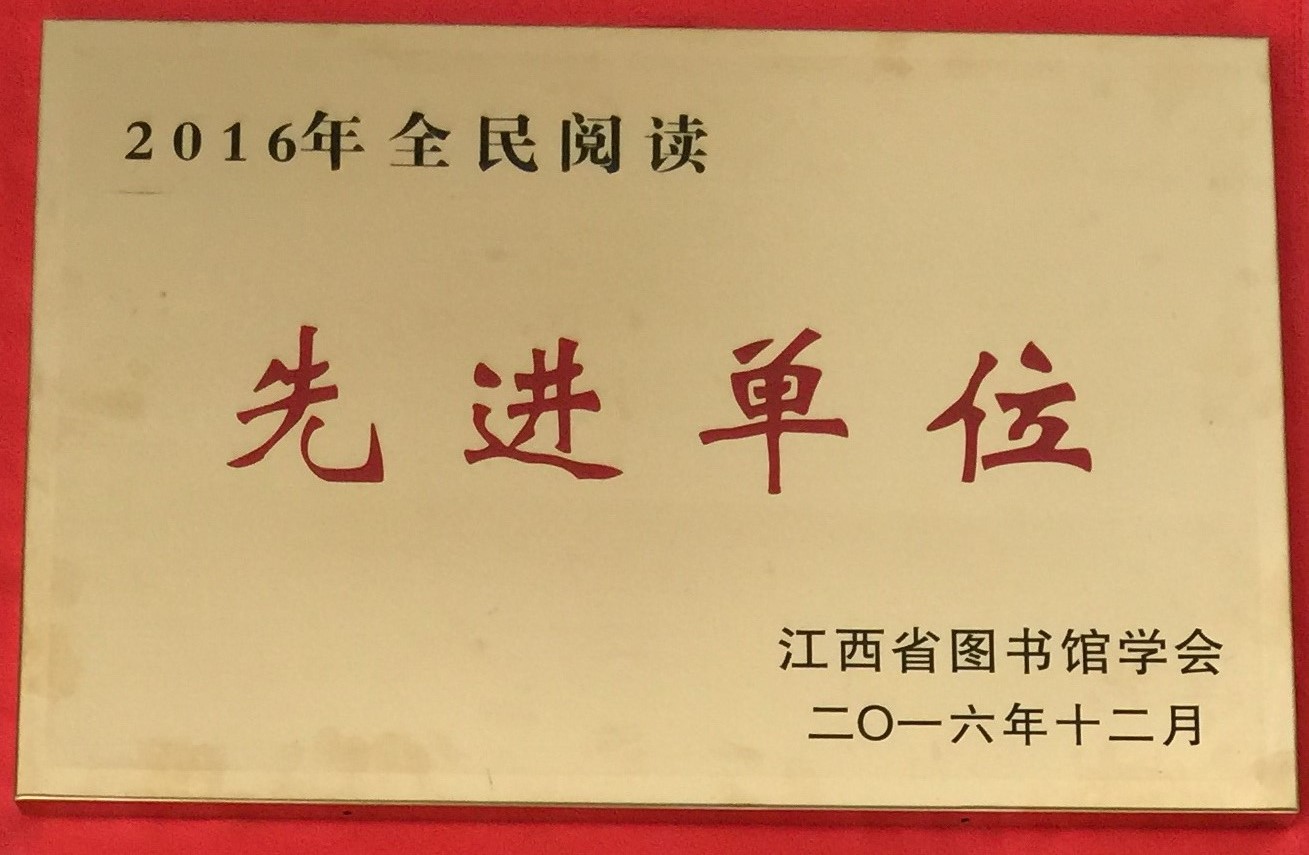 2016年全民阅读
先进单位
江西省图书馆学会
二〇一六年十二月